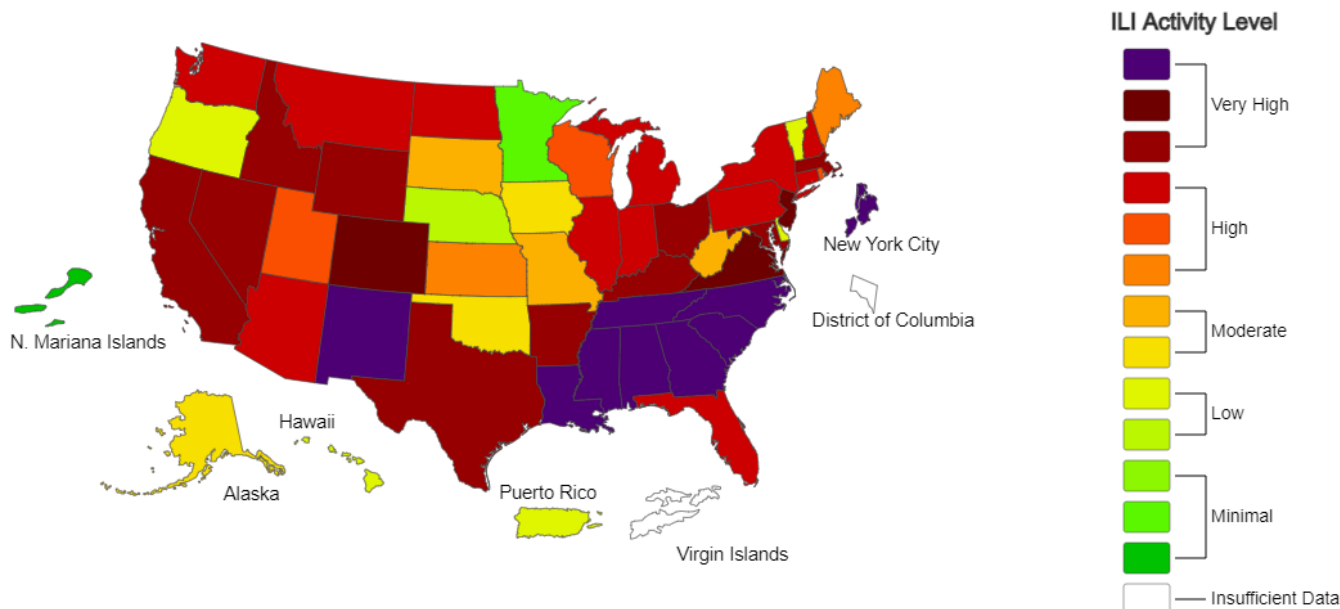 ILI Activity Level
Very High
High
Moderate
Low
Minimal
Insufficient Data
New York City
District of Columbia
N. Mariana Islands
Hawaii
Alaska
Puerto Rico
Virgin Islands